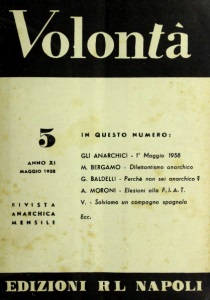 Volontà
5
ANNO XI
MAGGIO 1958
RIVISTA
ANARCHICA
MENSILE
IN QUESTO NUMERO:
GLI ANARCHICI - 1° Maggio 1958
M. BERGAMO - Dilettantismo anarchico
G. BALDELLI - Perchè non sei anarchico ?
A. MORONI - Elezioni alla F.I.A.T.
V. - Salviamo un compagno spagnolo
Ecc.
EDIZIONI RL NAPOLI